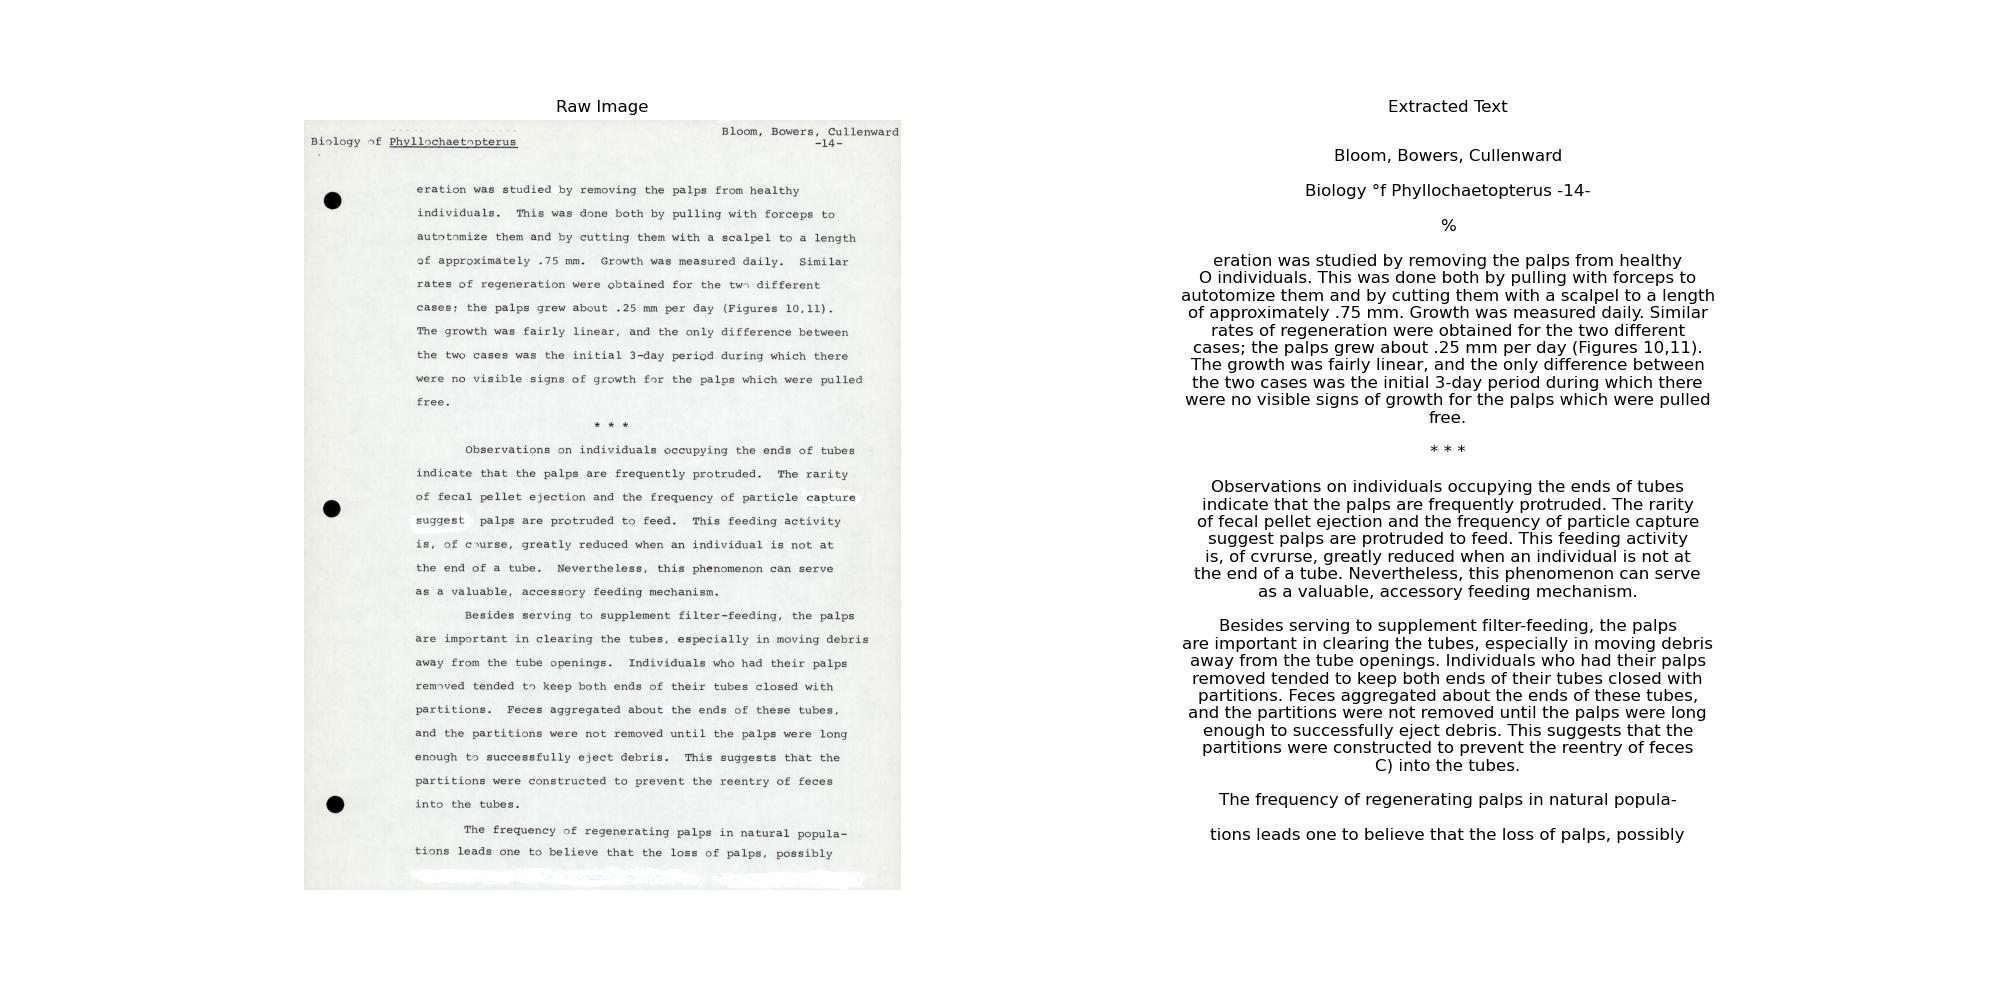 Raw Image
Bloom, Bowers, Cullenward
Biology of Phyllochaetopterus
-14-
eration was studied by removing the palps from healthy
individuals. This was done both by pulling with forceps to
autotomize them and by cutting them with a scalpel to a length
of approximately .75 mm. Growth was measured daily. Similar
rates of regeneration were obtained for the two different
cases; the palps grew about .25 mm per day (Figures 10,11).
The growth was fairly linear, and the only difference between
the two cases was the initial 3-day period during which there
were no visible signs of growth for the palps which were pulled
free.
* * *
Observations on individuals occupying the ends of tubes
indicate that the palps are frequently protruded. The rarity
of fecal pellet ejection and the frequency of particle capture
suggest palps are protruded to feed. This feeding activity
is, of course, greatly reduced when an individual is not at
the end of a tube. Nevertheless, this phenomenon can serve
as a valuable, accessory feeding mechanism.
Besides serving to supplement filter-feeding, the palps
are important in clearing the tubes, especially in moving debris
away from the tube openings. Individuals who had their palps
removed tended to keep both ends of their tubes closed with
partitions. Feces aggregated about the ends of these tubes,
and the partitions were not removed until the palps were long
enough to successfully eject debris. This suggests that the
partitions were constructed to prevent the reentry of feces
into the tubes.
The frequency of regenerating palps in natural popula-
tions leads one to believe that the loss of palps, possibly
Extracted Text
Bloom, Bowers, Cullenward
Biology °f Phyllochaetopterus -14-
%
eration was studied by removing the palps from healthy
O individuals. This was done both by pulling with forceps to
autotomize them and by cutting them with a scalpel to a length
of approximately .75 mm. Growth was measured daily. Similar
rates of regeneration were obtained for the two different
cases; the palps grew about .25 mm per day (Figures 10,11).
The growth was fairly linear, and the only difference between
the two cases was the initial 3-day period during which there
were no visible signs of growth for the palps which were pulled
free.
* * *
Observations on individuals occupying the ends of tubes
indicate that the palps are frequently protruded. The rarity
of fecal pellet ejection and the frequency of particle capture
suggest palps are protruded to feed. This feeding activity
is, of cvrurse, greatly reduced when an individual is not at
the end of a tube. Nevertheless, this phenomenon can serve
as a valuable, accessory feeding mechanism.
Besides serving to supplement filter-feeding, the palps
are important in clearing the tubes, especially in moving debris
away from the tube openings. Individuals who had their palps
removed tended to keep both ends of their tubes closed with
partitions. Feces aggregated about the ends of these tubes,
and the partitions were not removed until the palps were long
enough to successfully eject debris. This suggests that the
partitions were constructed to prevent the reentry of feces
C) into the tubes.
The frequency of regenerating palps in natural popula-
tions leads one to believe that the loss of palps, possibly